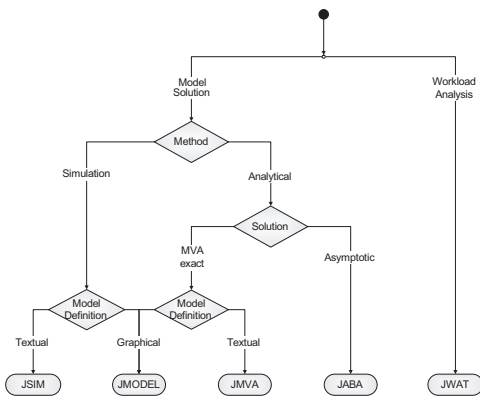 Model
Solution
Workload
Analysis
Method
Simulation
Analytical
Solution
MVA
exact
Asymptotic
Model
Definition
Model
Definition
Textual
Graphical
Textual
JSIM
JMODEL
JMVA
JABA
JWAT